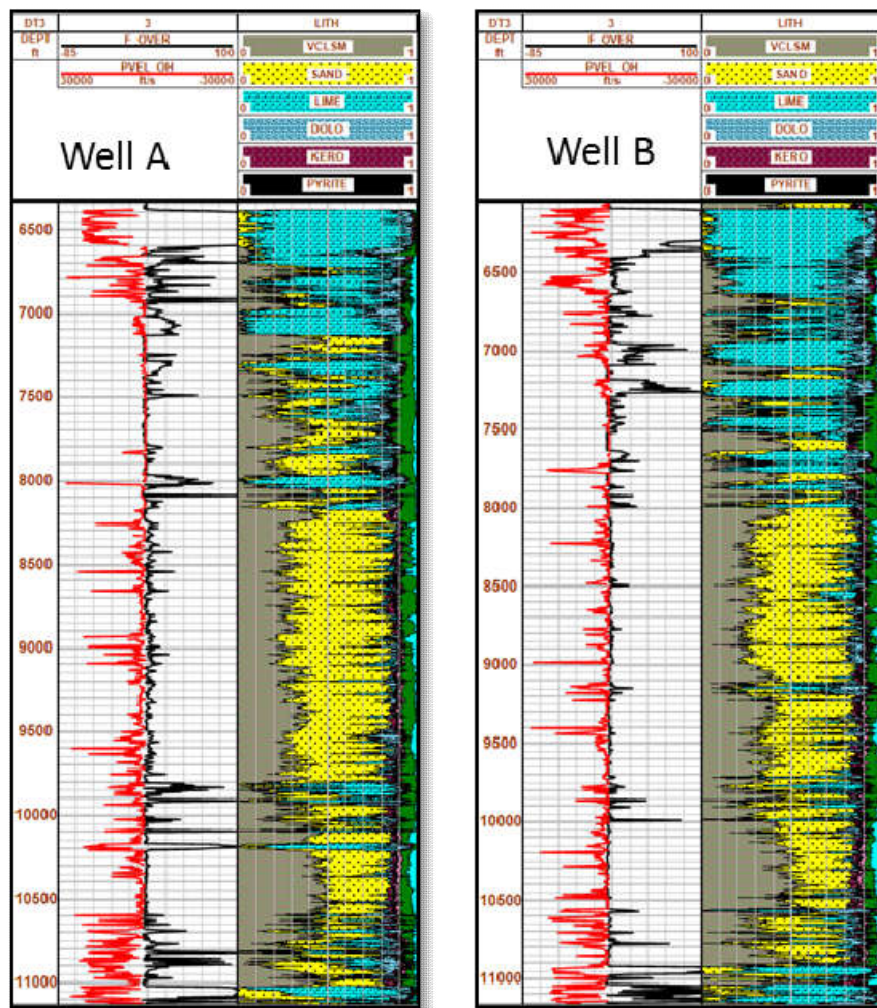 DT3 3 LITH
DEPT ft
F_OVER
-85 100
PVEL_OH
30000 ft/s -30000
0 VCLSM 1
0 SAND 1
0 LIME 1
0 DOLO 1
0 KERO 1
0 PYRITE 1
Well A
6500
7000
7500
8000
8500
9000
9500
10000
10500
11000
DT3 3 LITH
DEPT ft
F_OVER
-85 100
PVEL_OH
30000 ft/s -30000
0 VCLSM 1
0 SAND 1
0 LIME 1
0 DOLO 1
0 KERO 1
0 PYRITE 1
Well B
6500
7000
7500
8000
8500
9000
9500
10000
10500
11000